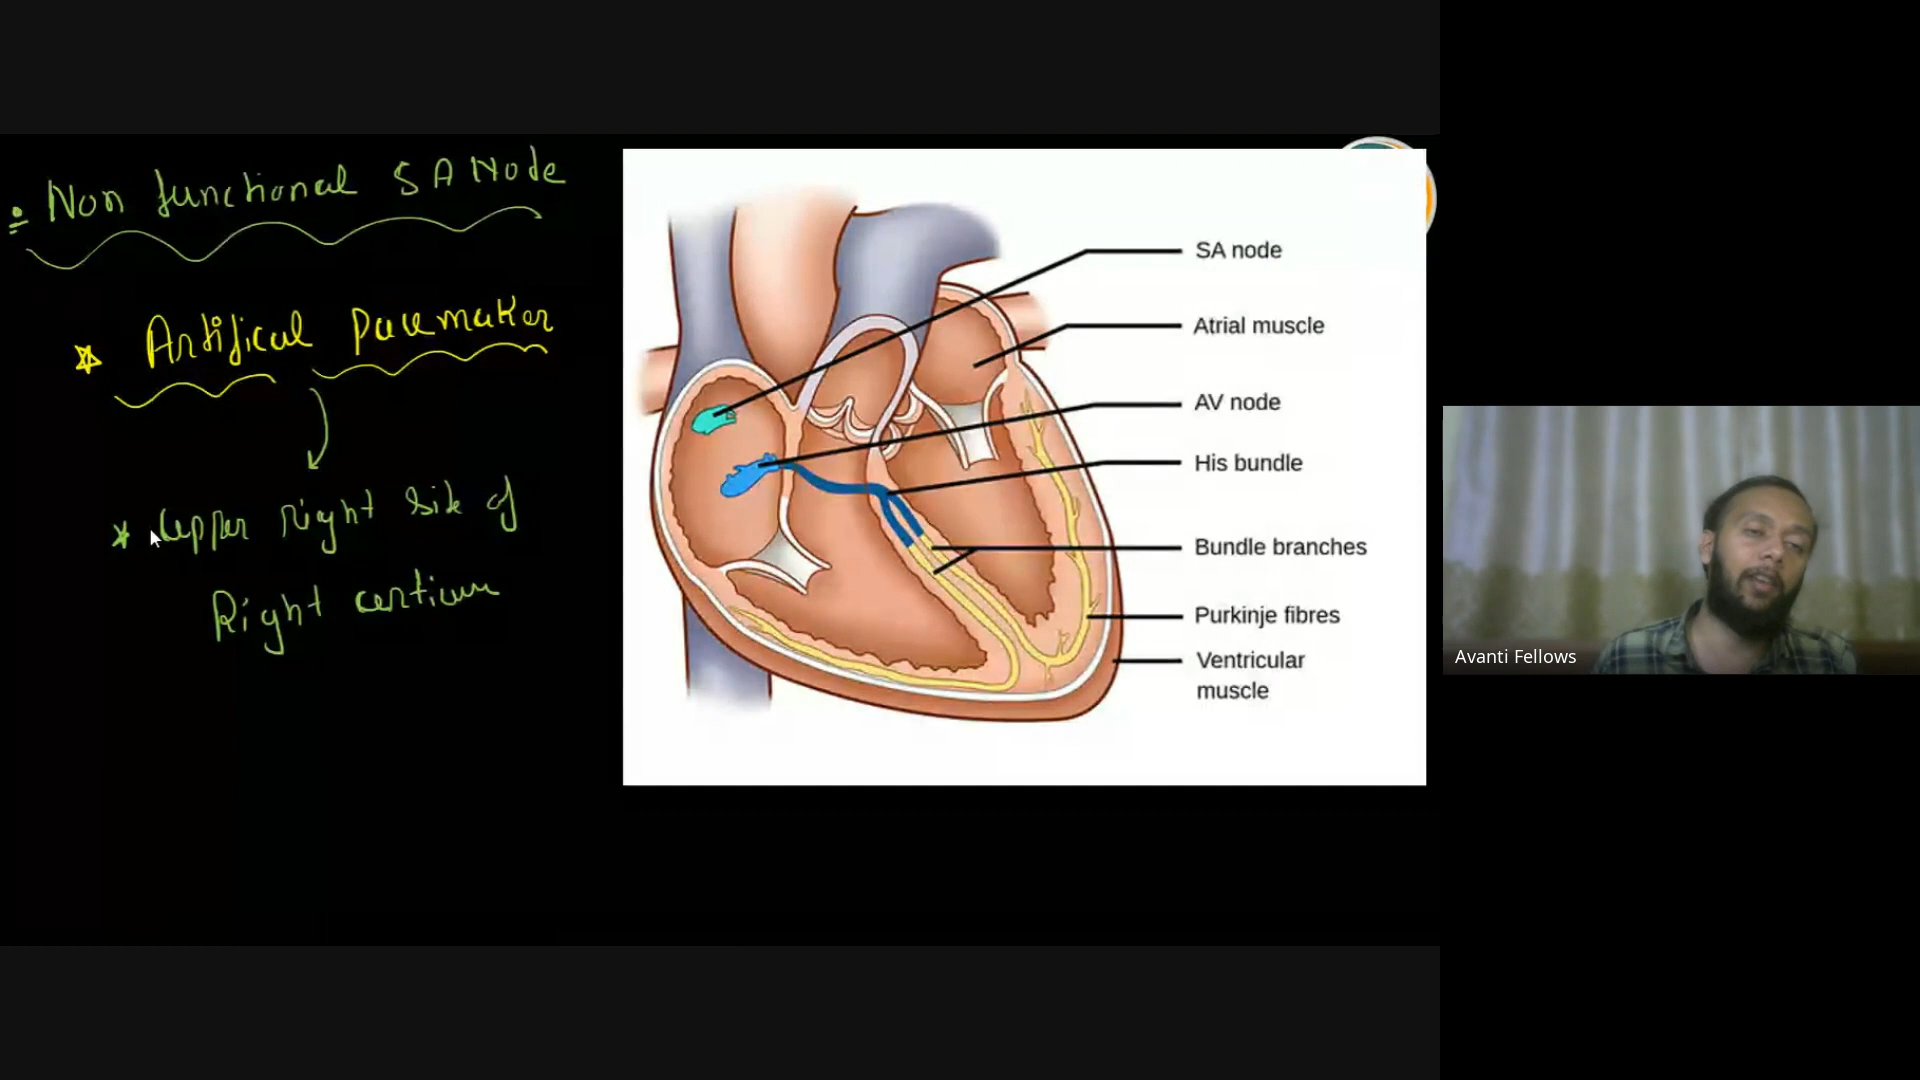 Non functional SA Node
Artifical Pacemaker
Upper right side of
Right
SA node
Atrial muscle
AV node
His bundle
Bundle branches
Purkinje fibres
Ventricular
muscle
Avanti Fellows